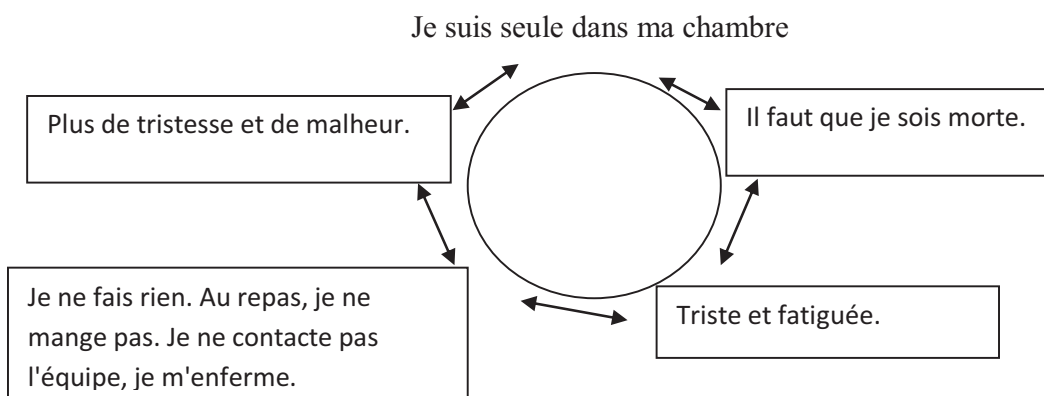 Je suis seule dans ma chambre
Plus de tristesse et de malheur.
Il faut que je sois morte.
Je ne fais rien. Au repas, je ne
mange pas. Je ne contacte pas
l'équipe, je m'enferme.
Triste et fatiguée.